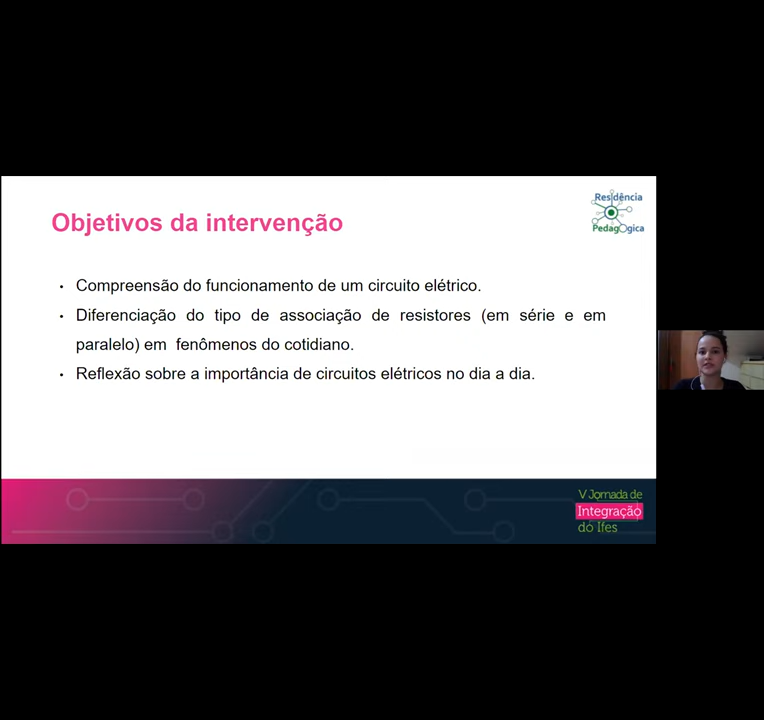 Residência
PedagOgica
Objetivos da intervenção
• Compreensão do funcionamento de um circuito elétrico.
• Diferenciação do tipo de associação de resistores (em série e em
paralelo) em fenômenos do cotidiano.
• Reflexão sobre a importância de circuitos elétricos no dia a dia.
V Jornada de
Integração
do Ifes